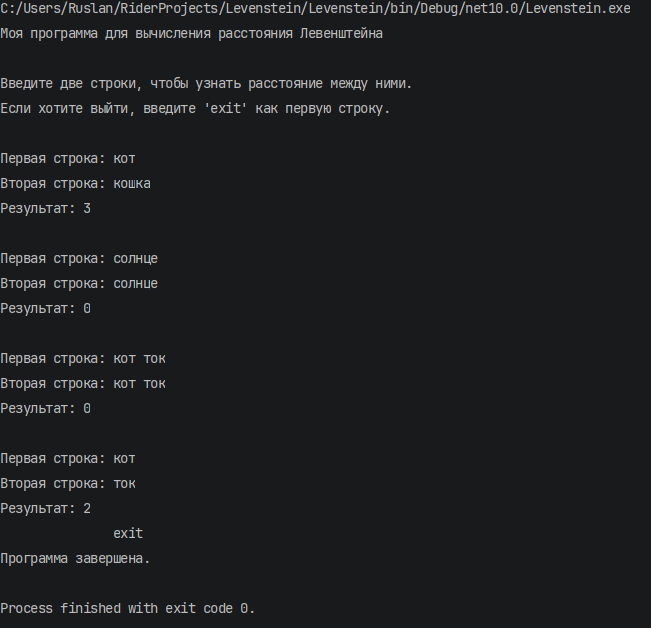 C:/Users/Ruslan/RiderProjects/Levenstein/Levenstein/bin/Debug/net10.0/Levenstein.exe
Моя программа для вычисления расстояния Левенштейна
Введите две строки, чтобы узнать расстояние между ними.
Если хотите выйти, введите 'exit' как первую строку.
Первая строка: кот
Вторая строка: кошка
Результат: 3
Первая строка: солнце
Вторая строка: солнце
Результат: 0
Первая строка: кот ток
Вторая строка: кот ток
Результат: 0
Первая строка: кот
Вторая строка: ток
Результат: 2
exit
Программа завершена.
Process finished with exit code 0.